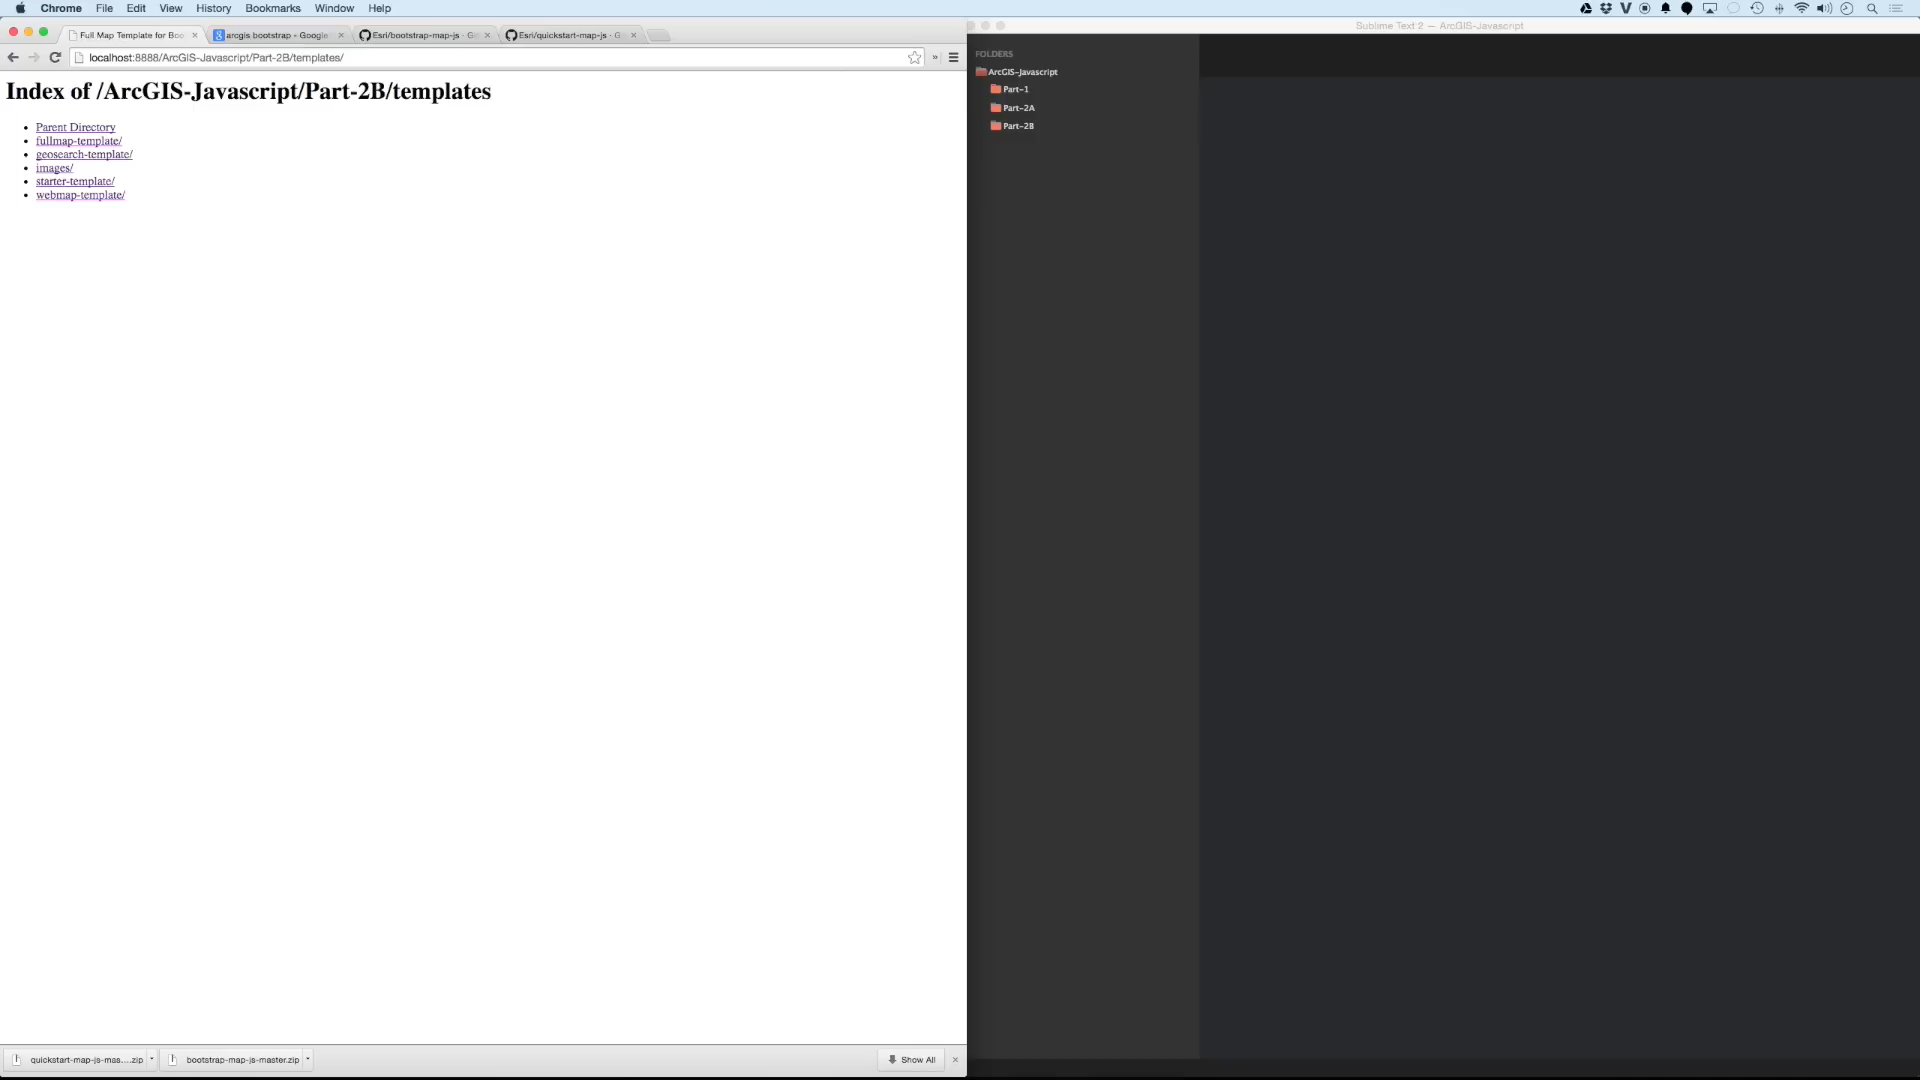 Chrome File Edit View History Bookmarks Window Help
Sublime Text 2 — ArcGIS-Javascript
Full Map Template for Boo
arcgis bootstrap - Google
Esri/bootstrap-map-js · Gi
Esri/quickstart-map-js · G
localhost:8888/ArcGIS-Javascript/Part-2B/templates/
Index of /ArcGIS-Javascript/Part-2B/templates
Parent Directory
fullmap-template/
geosearch-template/
images/
starter-template/
webmap-template/
FOLDERS
ArcGIS-Javascript
Part-1
Part-2A
Part-2B
quickstart-map-js-mas....zip
bootstrap-map-js-master.zip
Show All